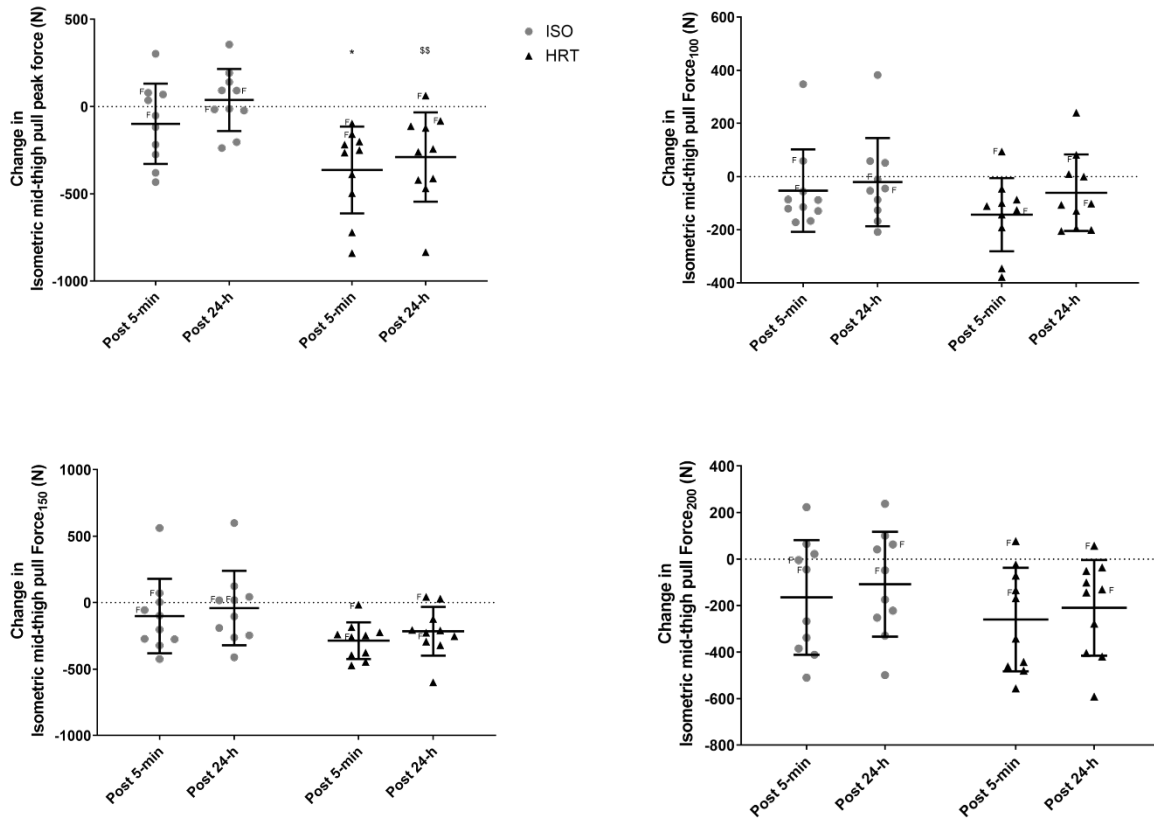 Change in
Isometric mid-thigh pull peak force (N)
500
0
-500
-1000
F
F
F
F
F
F
*
F
F
$$
Post 5-min
Post 24-h
Post 5-min
Post 24-h
ISO
HRT
Change in
Isometric mid-thigh pull Force100 (N)
600
400
200
0
-200
-400
F
F
F
F
F
F
F
F
Post 5-min
Post 24-h
Post 5-min
Post 24-h
Change in
Isometric mid-thigh pull Force150 (N)
1000
500
0
-500
-1000
F
F
F
F
F
F
F
F
Post 5-min
Post 24-h
Post 5-min
Post 24-h
Change in
Isometric mid-thigh pull Force200 (N)
400
200
0
-200
-400
-600
-800
F
F
F
F
F
F
F
F
Post 5-min
Post 24-h
Post 5-min
Post 24-h